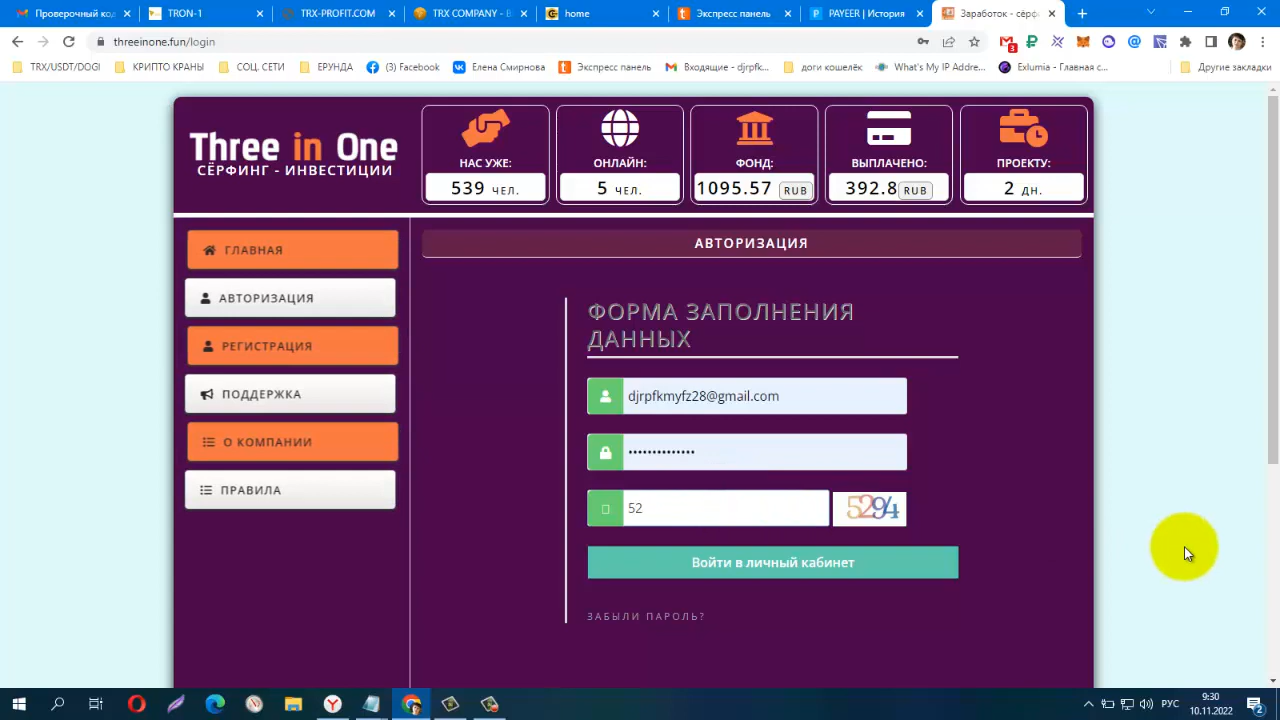 Проверочный код
TRON-1
TRX-PROFIT.COM
TRX COMPANY - В
home
Экспресс панель
PAYEER | История
Заработок - сёрф
threeinone.fun/login
3
TRX/USDT/DOGI
КРИПТО КРАНЫ
СОЦ. СЕТИ
ЕРУНДА
(3) Facebook
Елена Смирнова
Экспресс панель
Входящие - djrpfk...
доги кошелёк
What's My IP Addre...
Exlumia - Главная с...
Другие закладки
Three in One
СЁРФИНГ - ИНВЕСТИЦИИ
НАС УЖЕ:
539 ЧЕЛ.
ОНЛАЙН:
5 ЧЕЛ.
ФОНД:
1095.57 RUB
ВЫПЛАЧЕНО:
392.8 RUB
ПРОЕКТУ:
2 ДН.
ГЛАВНАЯ
АВТОРИЗАЦИЯ
РЕГИСТРАЦИЯ
ПОДДЕРЖКА
О КОМПАНИИ
ПРАВИЛА
АВТОРИЗАЦИЯ
ФОРМА ЗАПОЛНЕНИЯ
ДАННЫХ
djrpfkmyfz28@gmail.com
••••••••••••••
52
5294
Войти в личный кабинет
ЗАБЫЛИ ПАРОЛЬ?
РУС
9:30
10.11.2022
2